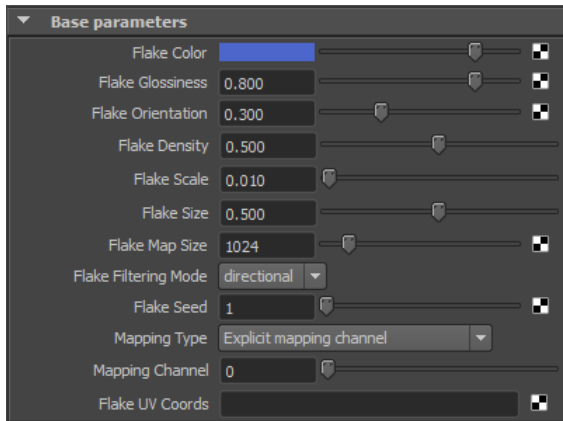 Base parameters
Flake Color
Flake Glossiness 0.800
Flake Orientation 0.300
Flake Density 0.500
Flake Scale 0.010
Flake Size 0.500
Flake Map Size 1024
Flake Filtering Mode directional
Flake Seed 1
Mapping Type Explicit mapping channel
Mapping Channel 0
Flake UV Coords